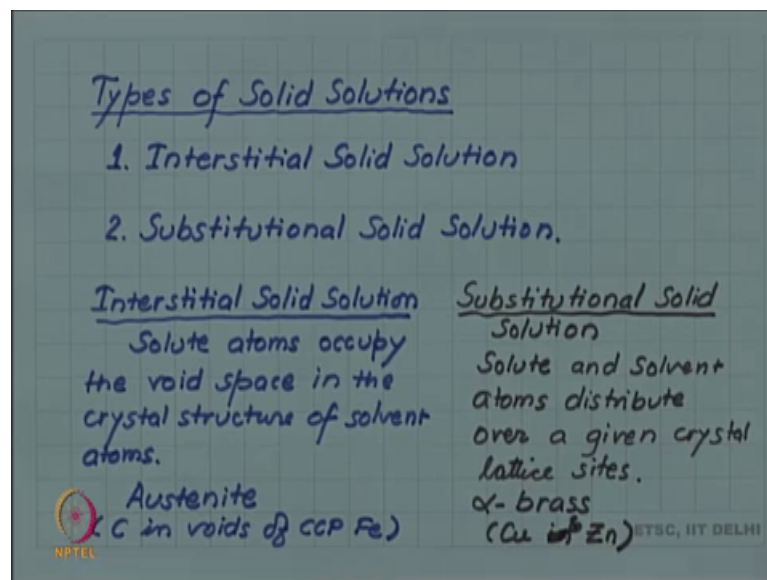 Types of Solid Solutions
1. Interstitial Solid Solution
2. Substitutional Solid Solution.
Interstitial Solid Solution
Solute atoms occupy
the void space in the
crystal structure of solvent
atoms.
Austenite
(C in voids of CCP Fe)
Substitutional Solid
Solution
Solute and Solvent
atoms distribute
over a given crystal
lattice sites.
α-brass
(Cu Zn)
ETSC, IIT DELHI
NPTEL